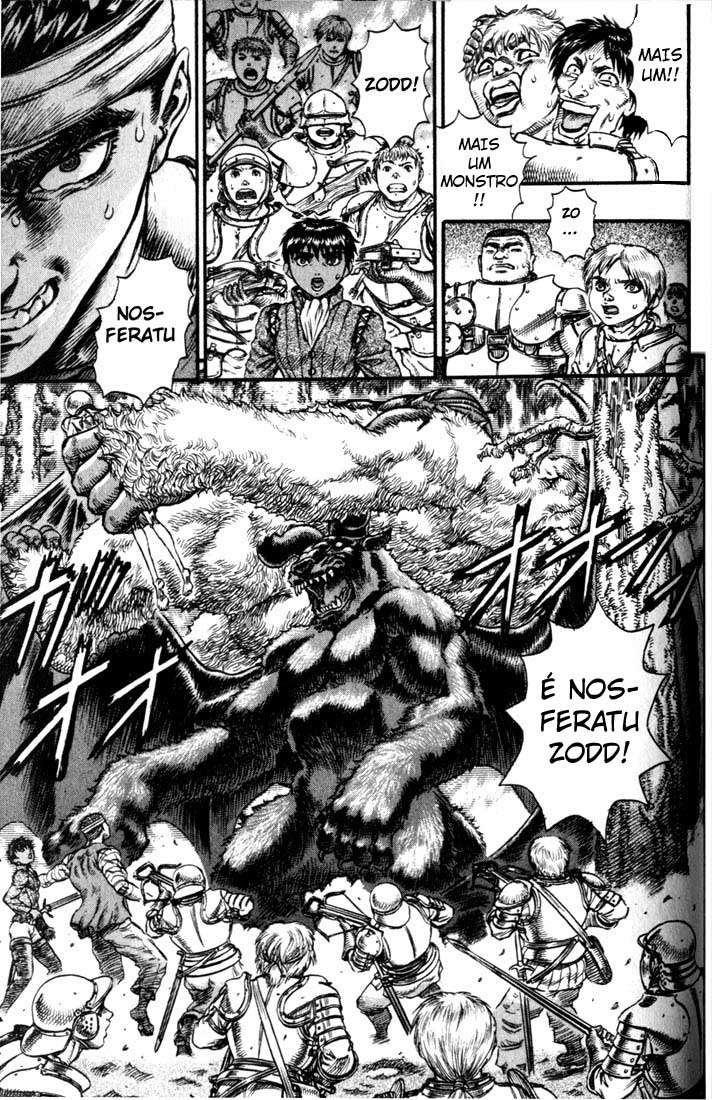 MAIS
UM!!
MAIS
UM
MONSTRO
!!
ZO
...
ZODD!
NOS-
FERATU
É NOS-
FERATU
ZODD!